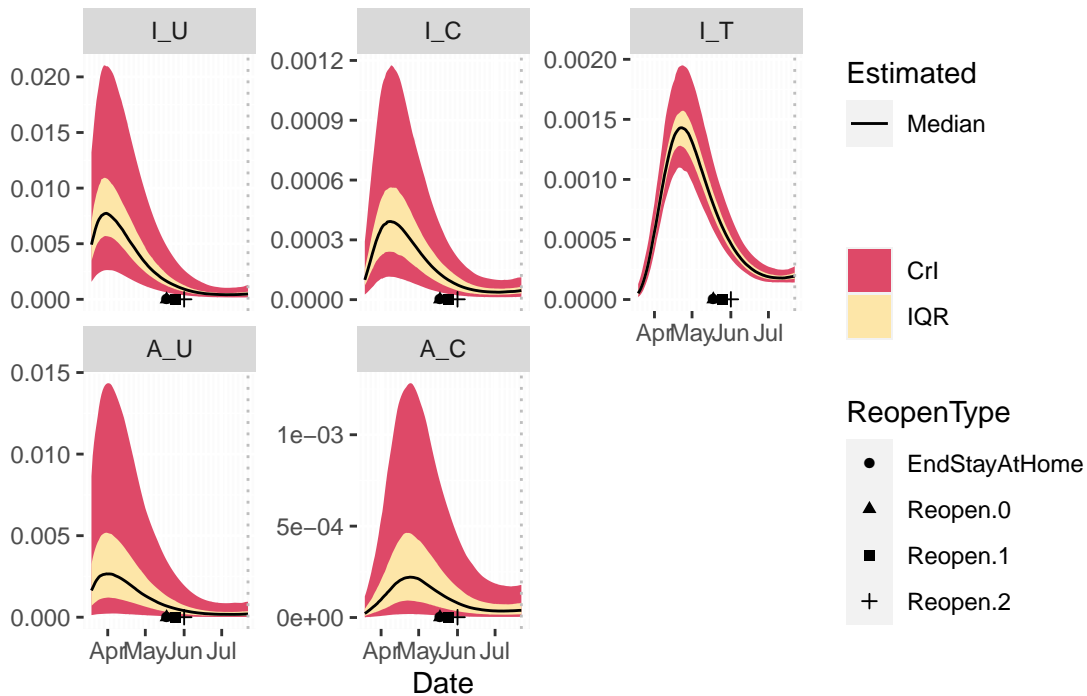 I_U
I_C
I_T
0.020
0.015
0.010
0.005
0.000
0.0012
0.0009
0.0006
0.0003
0.0000
0.0020
0.0015
0.0010
0.0005
0.0000
Apr May Jun Jul
A_U
A_C
0.015
0.010
0.005
0.000
Apr May Jun Jul
1e-03
5e-04
0e+00
Apr May Jun Jul
Date
Estimated
Median
CrI
IQR
ReopenType
EndStayAtHome
Reopen.0
Reopen.1
Reopen.2